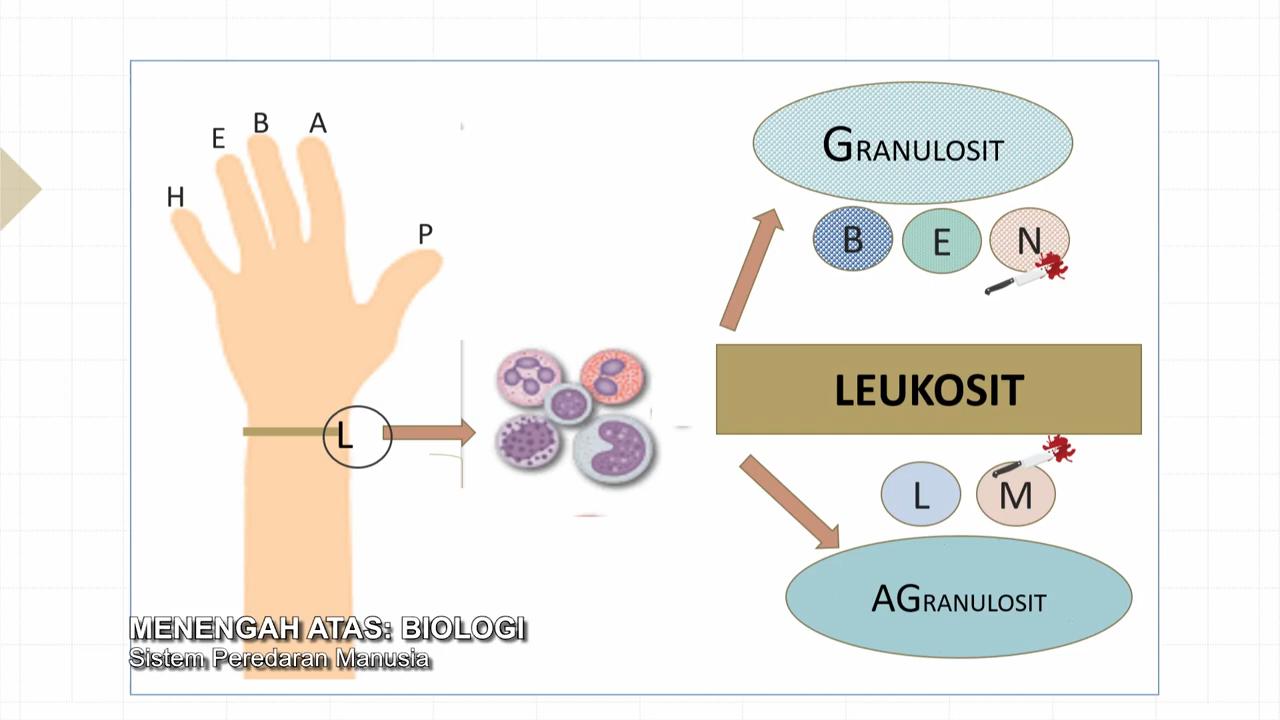 H
E
B
A
P
L
GRANULOSIT
B E N
LEUKOSIT
L M
AGRANULOSIT
MENENGAH ATAS: BIOLOGI
Sistem Peredaran Manusia